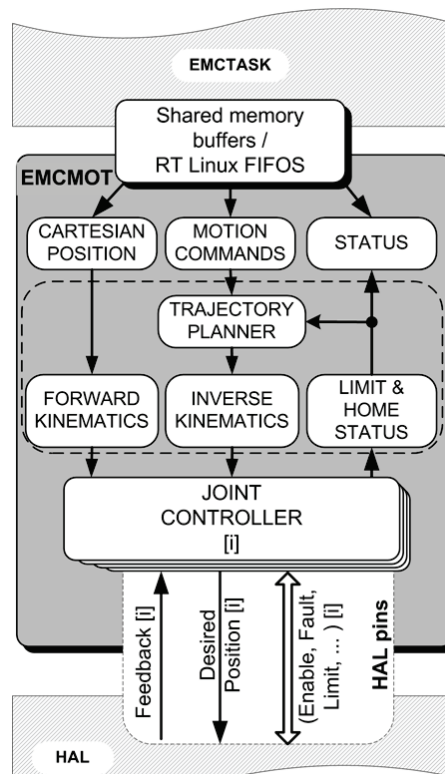 EMCTASK
Shared memory
buffers /
RT Linux FIFOS
EMCMOT
CARTESIAN
POSITION
MOTION
COMMANDS
STATUS
TRAJECTORY
PLANNER
FORWARD
KINEMATICS
INVERSE
KINEMATICS
LIMIT &
HOME
STATUS
JOINT
CONTROLLER
[i]
Feedback [i]
Desired
Position [i]
(Enable, Fault,
Limit, ... ) [i]
HAL pins
HAL